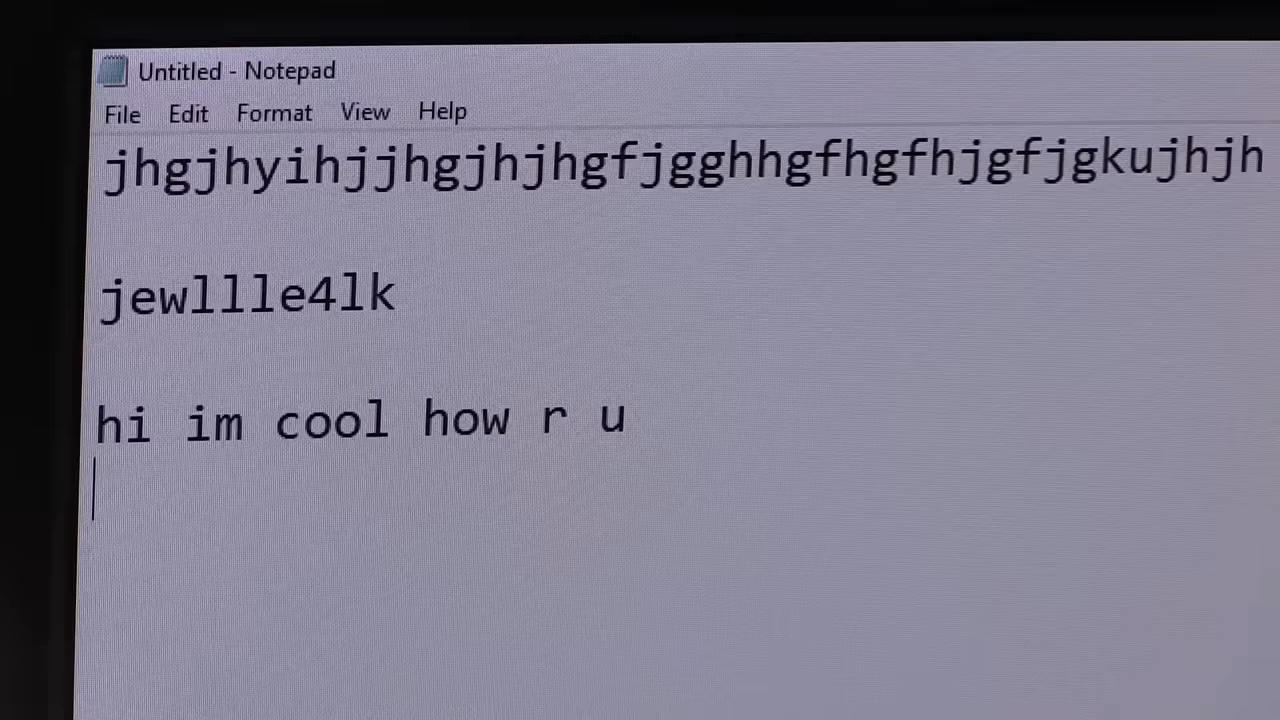 Untitled - Notepad
File Edit Format View Help
jhgjhyihjjhgjhjhgfjgghhgfhgfhjgfjgkujhjh
jewllle4lk
hi im cool how r u